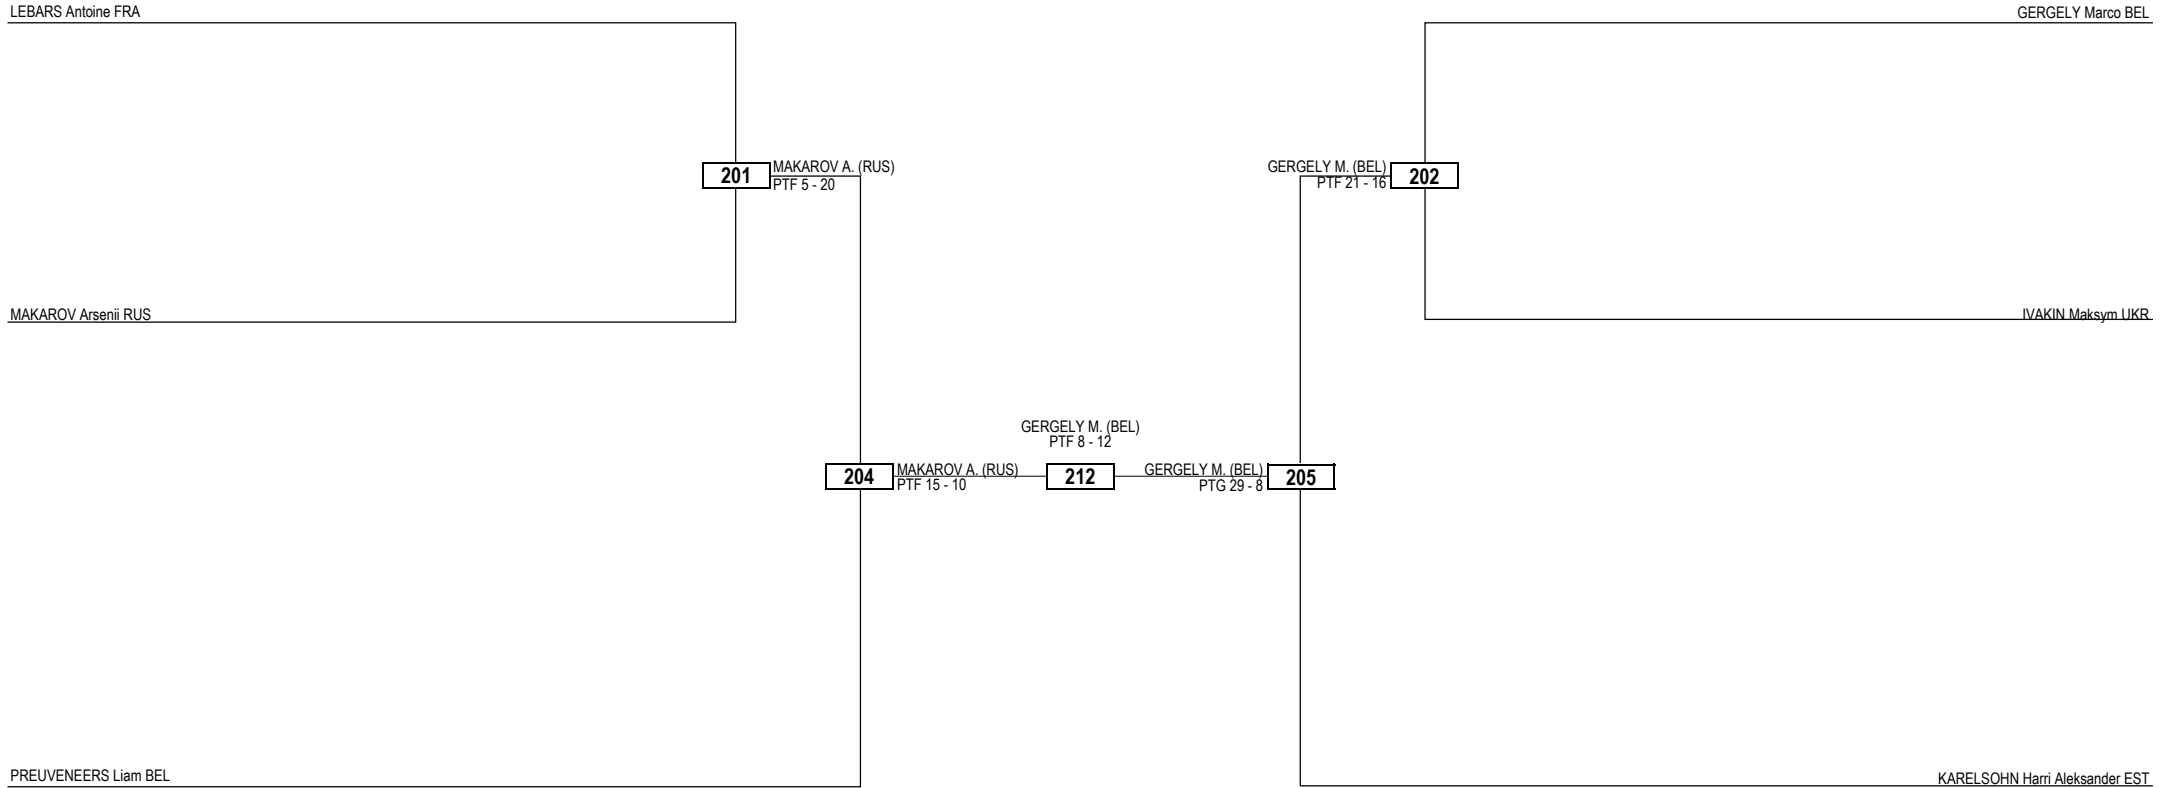 LEBARS Antoine FRA
GERGELY Marco BEL
201
MAKAROV A. (RUS)
PTF 5 - 20
GERGELY M. (BEL)
PTF 21 - 16
202
MAKAROV Arsenii RUS
IVAKIN Maksym UKR
GERGELY M. (BEL)
PTF 8 - 12
204
MAKAROV A. (RUS)
PTF 15 - 10
212
GERGELY M. (BEL)
PTG 29 - 8
205
PREUVENEERS Liam BEL
KARELSOHN Harri Aleksander EST